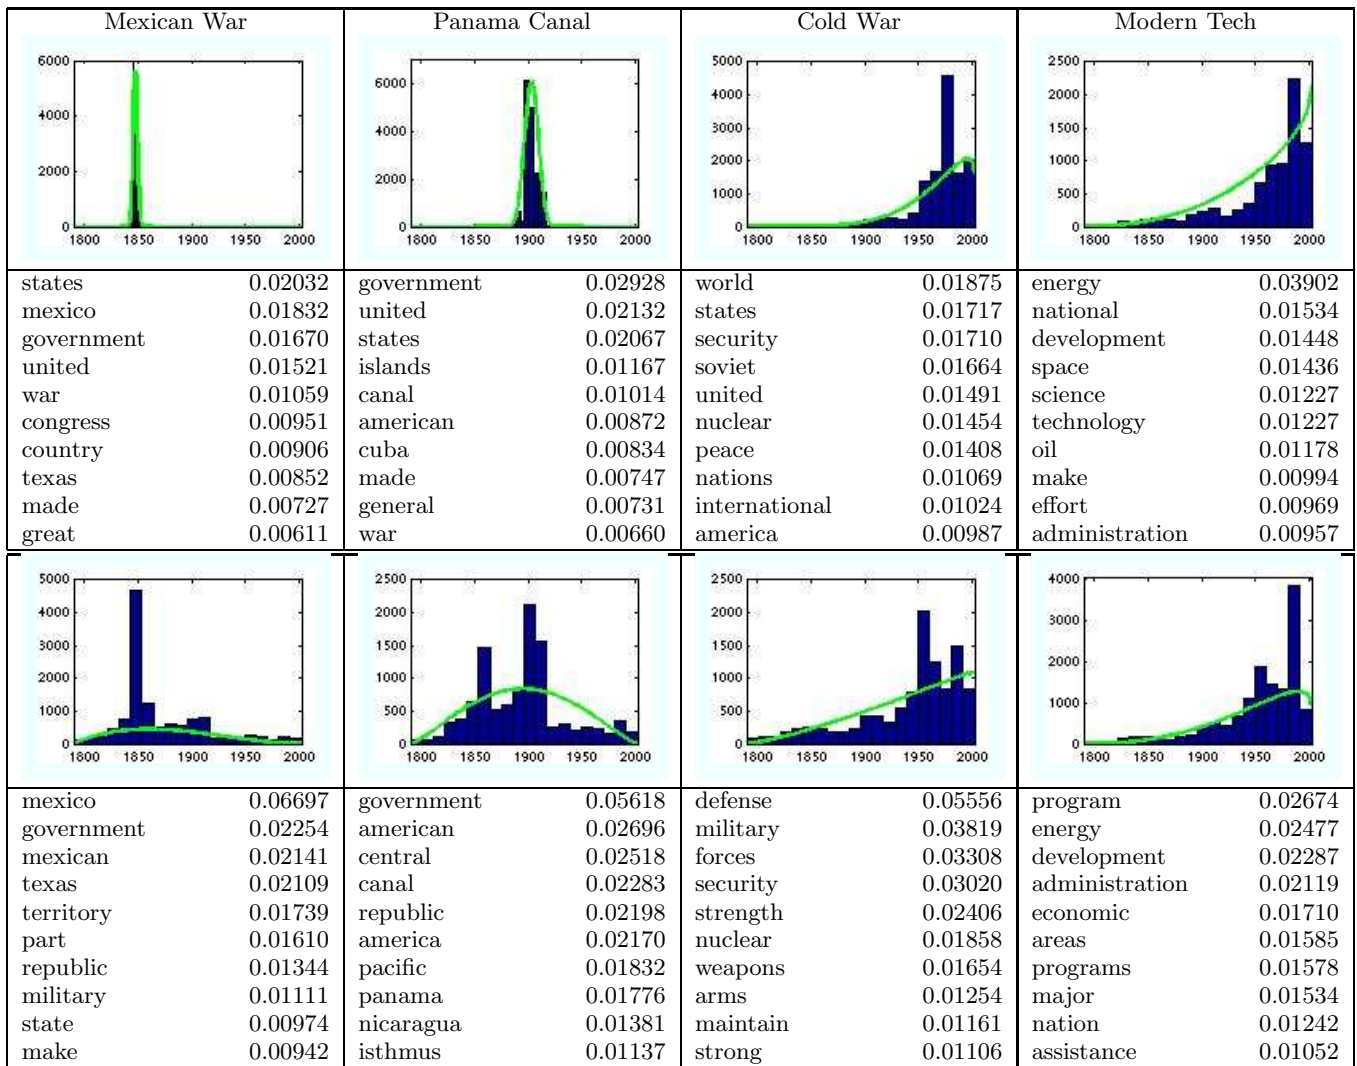 Mexican War Panama Canal Cold War Modern Tech
6000
4000
2000
0
1800 1850 1900 1950 2000
6000
4000
2000
0
1800 1850 1900 1950 2000
5000
4000
3000
2000
1000
0
1800 1850 1900 1950 2000
2500
2000
1500
1000
500
0
1800 1850 1900 1950 2000
states 0.02032 government 0.02928 world 0.01875 energy 0.03902
mexico 0.01832 united 0.02132 states 0.01717 national 0.01534
government 0.01670 states 0.02067 security 0.01710 development 0.01448
united 0.01521 islands 0.01167 soviet 0.01664 space 0.01436
war 0.01059 canal 0.01014 united 0.01491 science 0.01227
congress 0.00951 american 0.00872 nuclear 0.01454 technology 0.01227
country 0.00906 cuba 0.00834 peace 0.01408 oil 0.01178
texas 0.00852 made 0.00747 nations 0.01069 make 0.00994
made 0.00727 general 0.00731 international 0.01024 effort 0.00969
great 0.00611 war 0.00660 america 0.00987 administration 0.00957
5000
4000
3000
2000
1000
0
1800 1850 1900 1950 2000
2500
2000
1500
1000
500
0
1800 1850 1900 1950 2000
2500
2000
1500
1000
500
0
1800 1850 1900 1950 2000
4000
3000
2000
1000
0
1800 1850 1900 1950 2000
mexico 0.06697 government 0.05618 defense 0.05556 program 0.02674
government 0.02254 american 0.02696 military 0.03819 energy 0.02477
mexican 0.02141 central 0.02518 forces 0.03308 development 0.02287
texas 0.02109 canal 0.02283 security 0.03020 administration 0.02119
territory 0.01739 republic 0.02198 strength 0.02406 economic 0.01710
part 0.01610 america 0.02170 nuclear 0.01858 areas 0.01585
republic 0.01344 pacific 0.01832 weapons 0.01654 programs 0.01578
military 0.01111 panama 0.01776 arms 0.01254 major 0.01534
state 0.00974 nicaragua 0.01381 maintain 0.01161 nation 0.01242
make 0.00942 isthmus 0.01137 strong 0.01106 assistance 0.01052